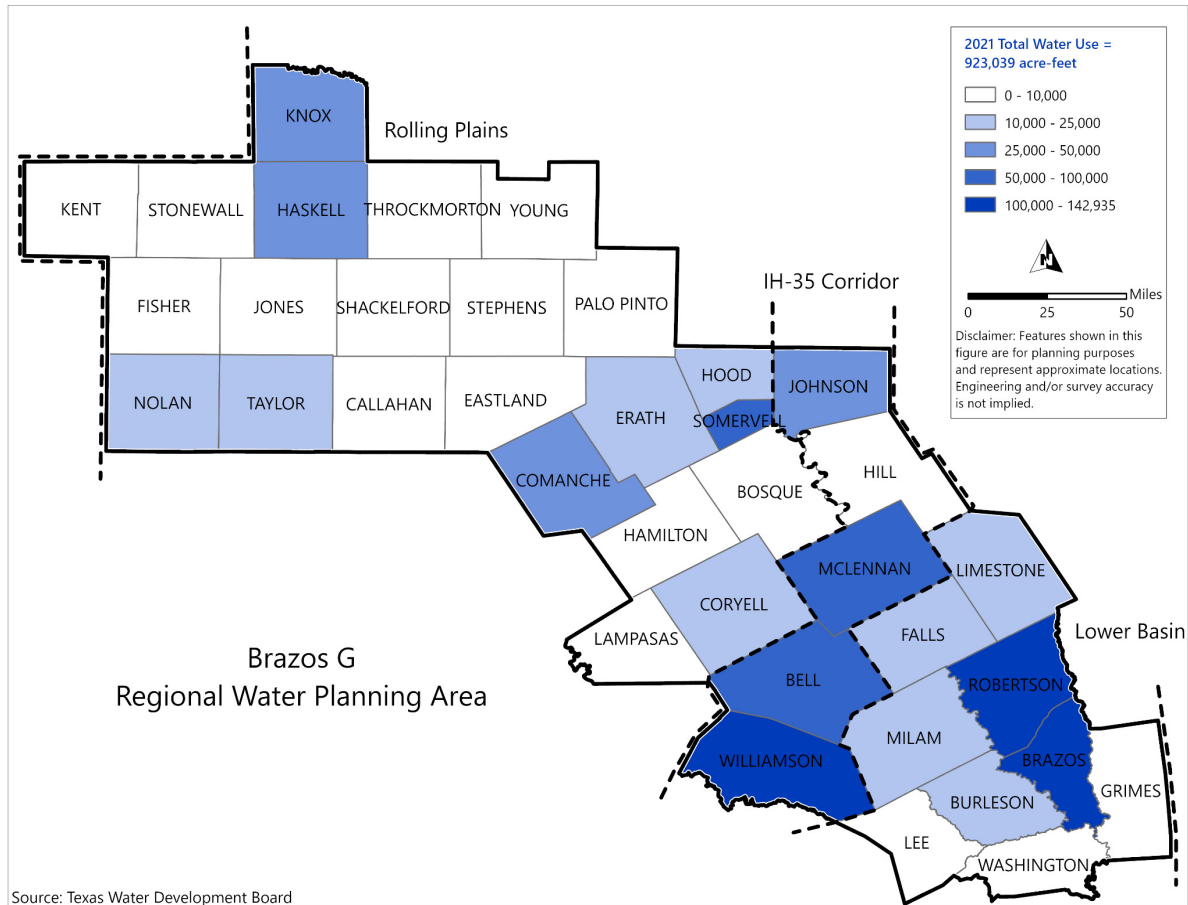 2021 Total Water Use =
923,039 acre-feet
0 - 10,000
10,000 - 25,000
25,000 - 50,000
50,000 - 100,000
100,000 - 142,935
N
Miles
0 25 50
Disclaimer: Features shown in this
figure are for planning purposes
and represent approximate locations.
Engineering and/or survey accuracy
is not implied.
KNOX
Rolling Plains
KENT
STONEWALL
HASKELL
THROCKMORTON
YOUNG
IH-35 Corridor
FISHER
JONES
SHACKELFORD
STEPHENS
PALO PINTO
HOOD
JOHNSON
NOLAN
TAYLOR
CALLAHAN
EASTLAND
ERATH
SOMERVELL
COMANCHE
BOSQUE
HILL
HAMILTON
MCLENNAN
LIMESTONE
CORYELL
LAMPASAS
FALLS
Lower Basin
Brazos G
Regional Water Planning Area
BELL
ROBERTSON
MILAM
WILLIAMSON
BRAZOS
GRIMES
BURLESON
LEE
WASHINGTON
Source: Texas Water Development Board